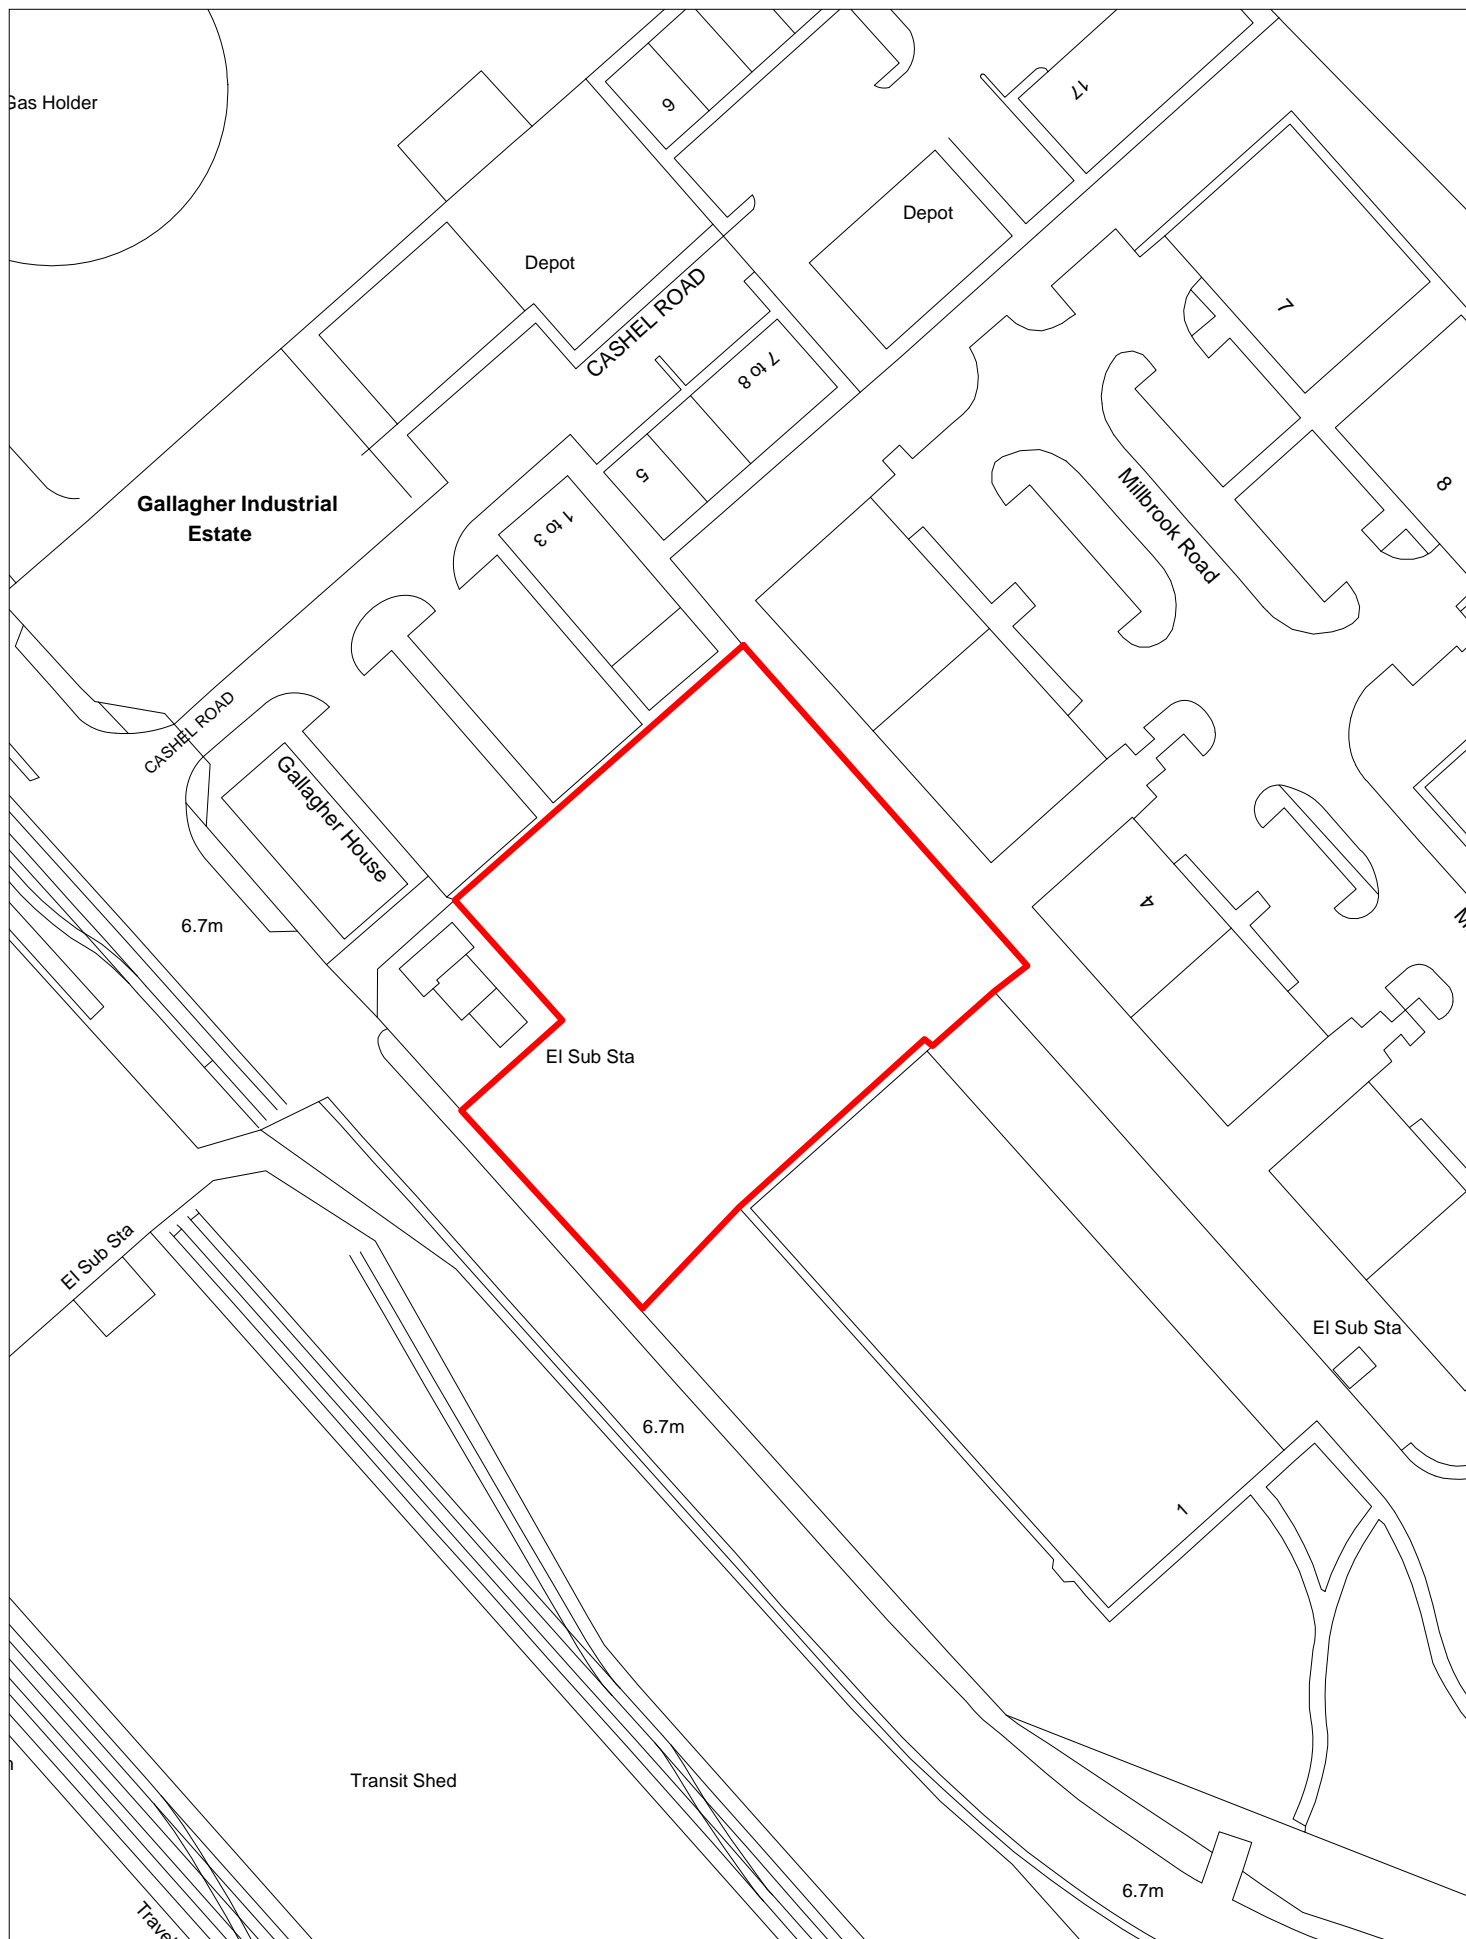 Gas Holder
6
17
Depot
Depot
CASHEL ROAD
7
7 to 8
5
8
Millbrook Road
Gallagher Industrial
Estate
1 to 3
CASHEL ROAD
Gallagher House
4
6.7m
El Sub Sta
El Sub Sta
El Sub Sta
6.7m
1
Transit Shed
6.7m